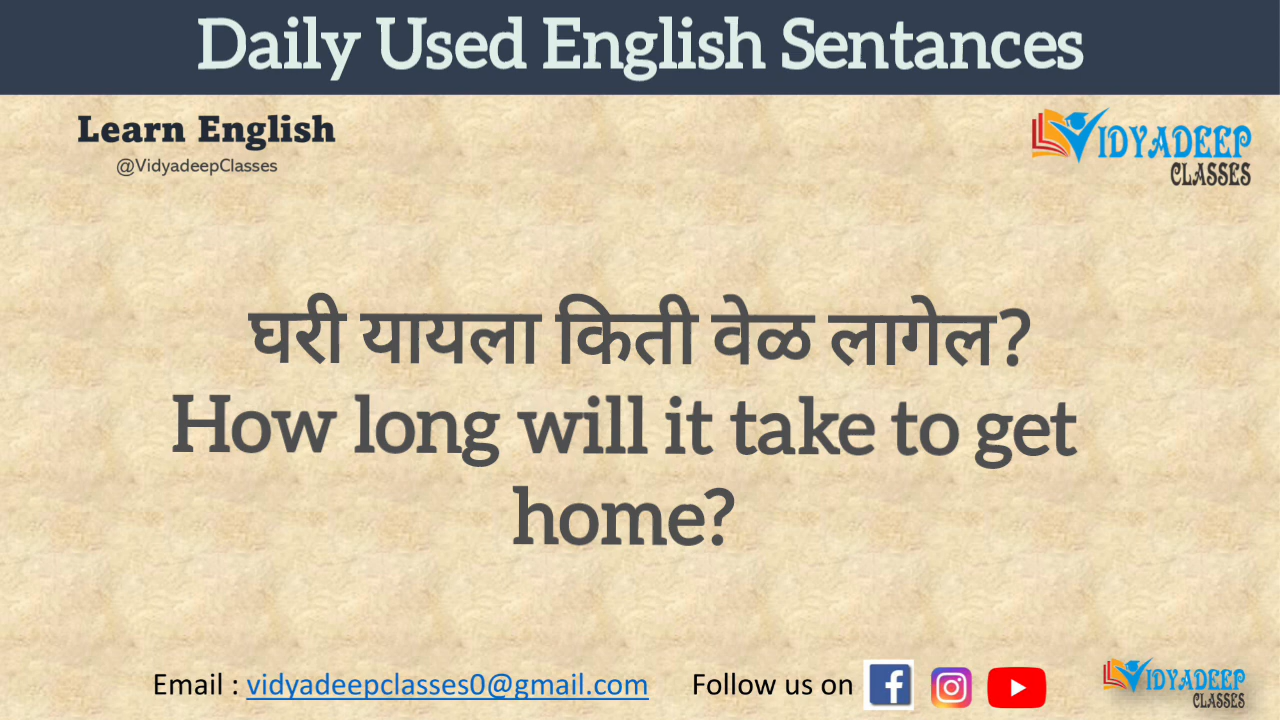 Daily Used English Sentances
Learn English
@VidyadeepClasses
VIDYADEEP
CLASSES
घरी यायला किती वेळ लागेल?
How long will it take to get
home?
Email : vidyadeepclasses0@gmail.com Follow us on
VIDYADEEP
CLASSES